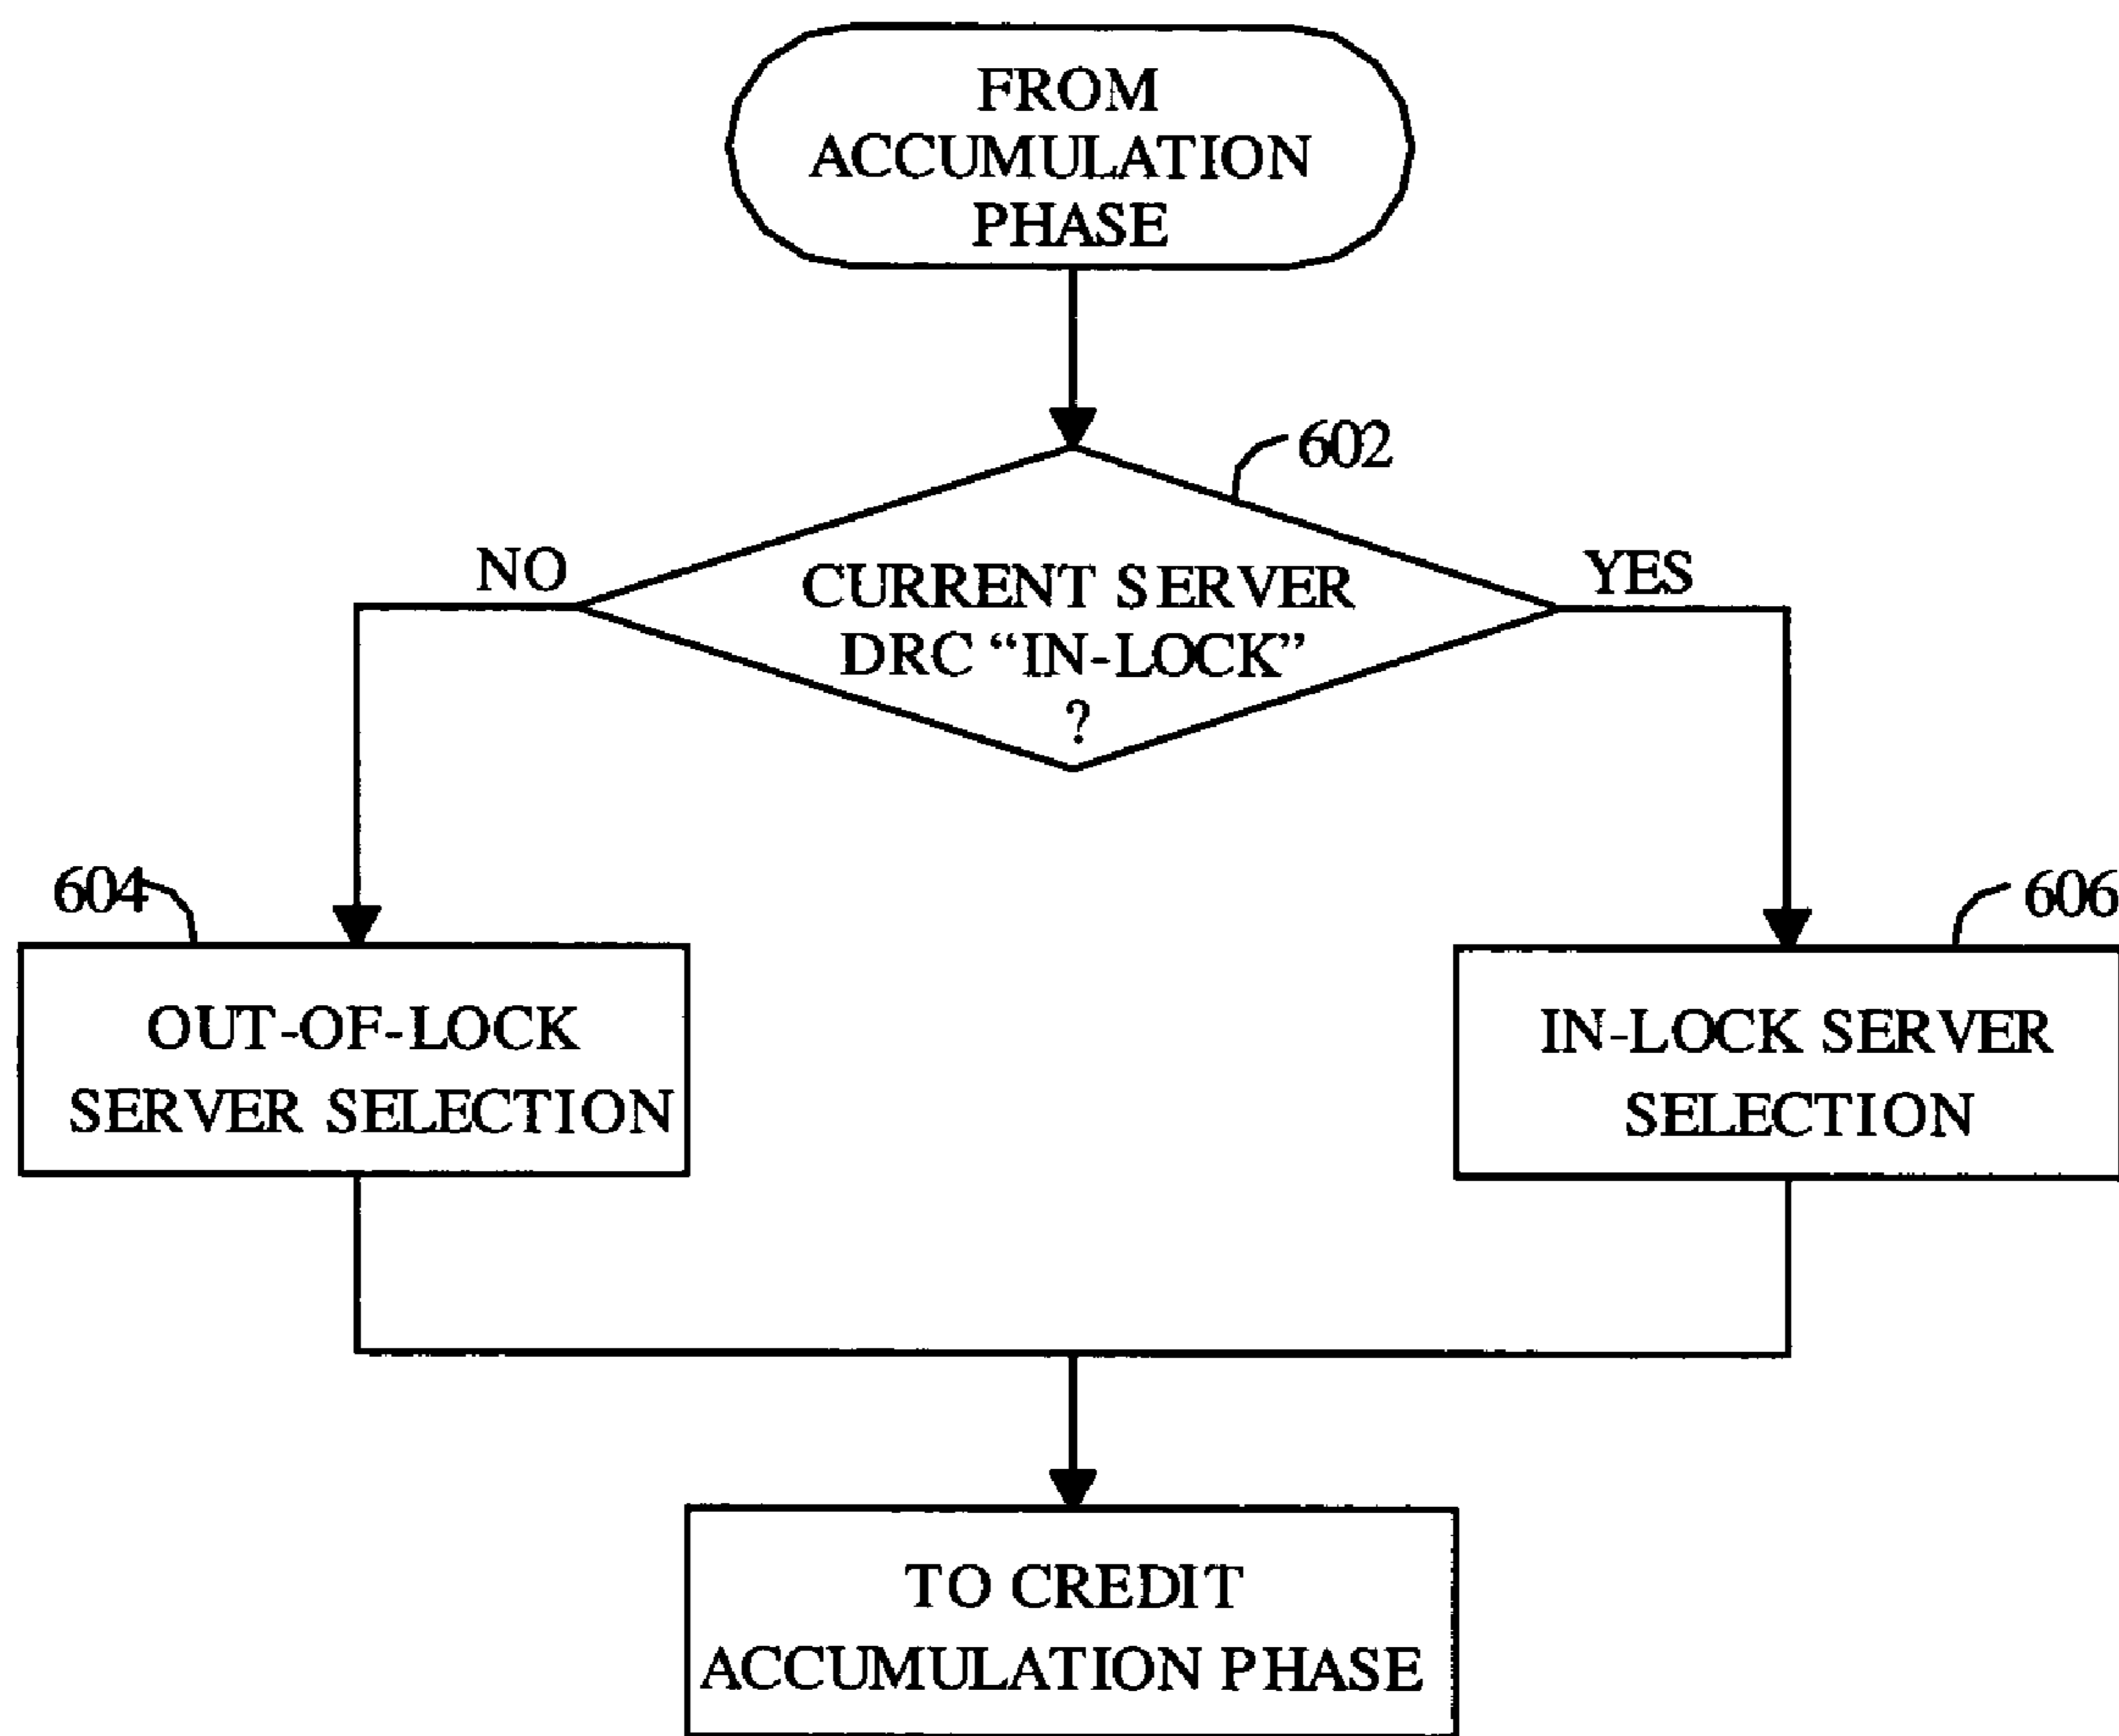 FROM
ACCUMULATION
PHASE
602
NO
YES
CURRENT SERVER
DRC “IN-LOCK”
?
604
606
OUT-OF-LOCK
SERVER SELECTION
IN-LOCK SERVER
SELECTION
TO CREDIT
ACCUMULATION PHASE